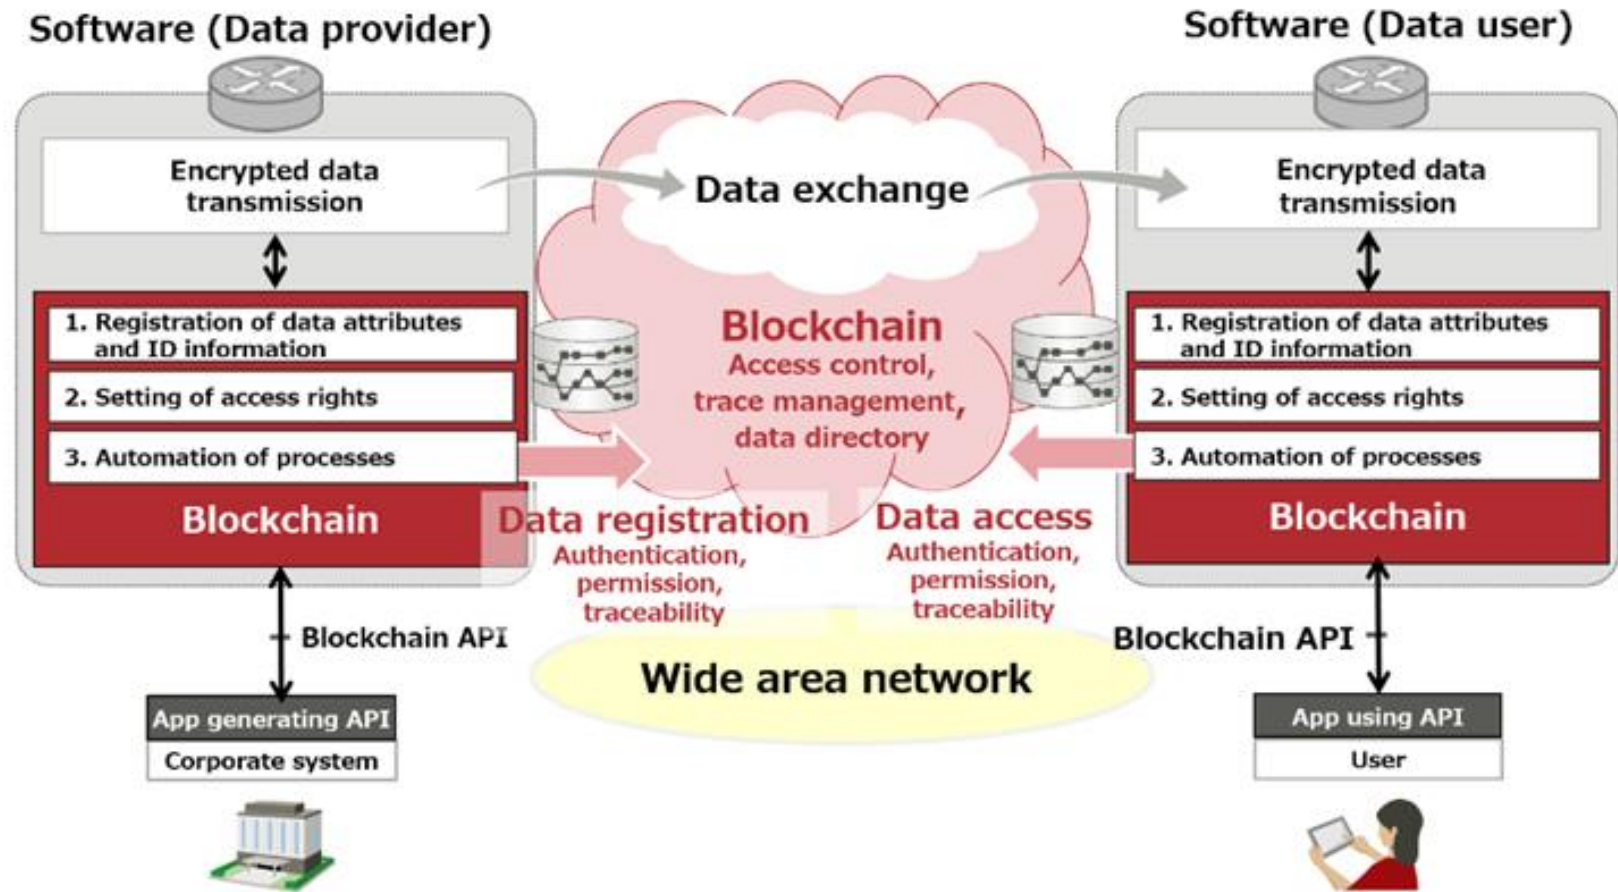 Software (Data provider)
Encrypted data
transmission
1. Registration of data attributes
and ID information
2. Setting of access rights
3. Automation of processes
Blockchain
Blockchain API
App generating API
Corporate system
Data exchange
Blockchain
Access control,
trace management,
data directory
Data registration
Authentication,
permission,
traceability
Data access
Authentication,
permission,
traceability
Wide area network
Software (Data user)
Encrypted data
transmission
1. Registration of data attributes
and ID information
2. Setting of access rights
3. Automation of processes
Blockchain
Blockchain API
App using API
User